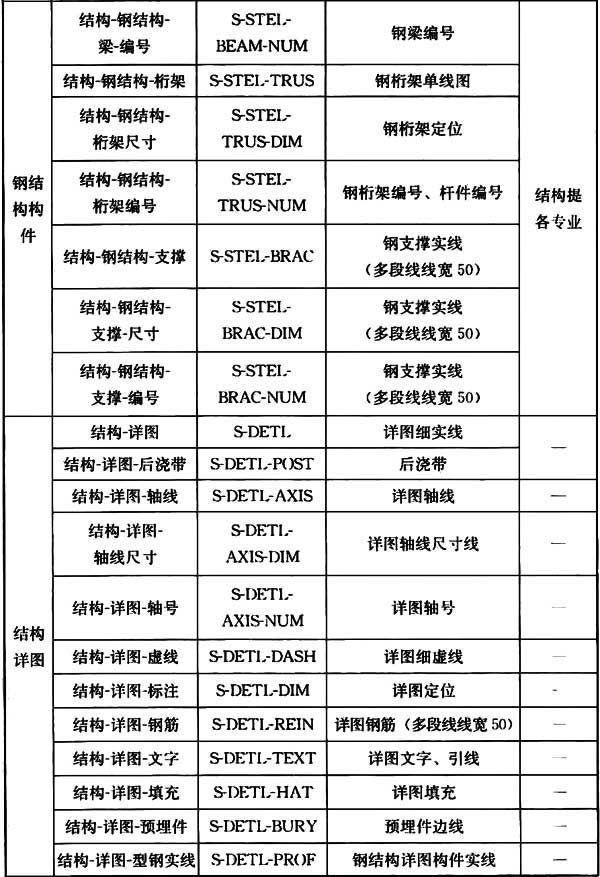 结构-钢结构-
梁-编号
S-STEL-
BEAM-NUM
钢梁编号
结构-钢结构-桁架
S-STEL-TRUS
钢桁架单线图
结构-钢结构-
桁架尺寸
S-STEL-
TRUS-DIM
钢桁架定位
钢结
构构
件
结构-钢结构-
桁架编号
S-STEL-
TRUS-NUM
钢桁架编号、杆件编号
结构提
各专业
结构-钢结构-支撑
S-STEL-BRAC
钢支撑实线
(多段线线宽50)
结构-钢结构-
支撑-尺寸
S-STEL-
BRAC-DIM
钢支撑实线
(多段线线宽50)
结构-钢结构-
支撑-编号
S-STEL-
BRAC-NUM
钢支撑实线
(多段线线宽50)
结构
详图
结构-详图
S-DETL
详图细实线
—
结构-详图-后浇带
S-DETL-POST
后浇带
结构-详图-轴线
S-DETL-AXIS
详图轴线
—
结构-详图-
轴线尺寸
S-DETL-
AXIS-DIM
详图轴线尺寸线
—
结构-详图-轴号
S-DETL-
AXIS-NUM
详图轴号
—
结构-详图-虚线
S-DETL-DASH
详图细虚线
—
结构-详图-标注
S-DETL-DIM
详图定位
-
结构-详图-钢筋
S-DETL-REIN
详图钢筋(多段线线宽50)
—
结构-详图-文字
S-DETL-TEXT
详图文字、引线
—
结构-详图-填充
S-DETL-HAT
详图填充
—
结构-详图-预埋件
S-DETL-BURY
预埋件边线
—
结构-详图-型钢实线
S-DETL-PROF
钢结构详图构件实线
—